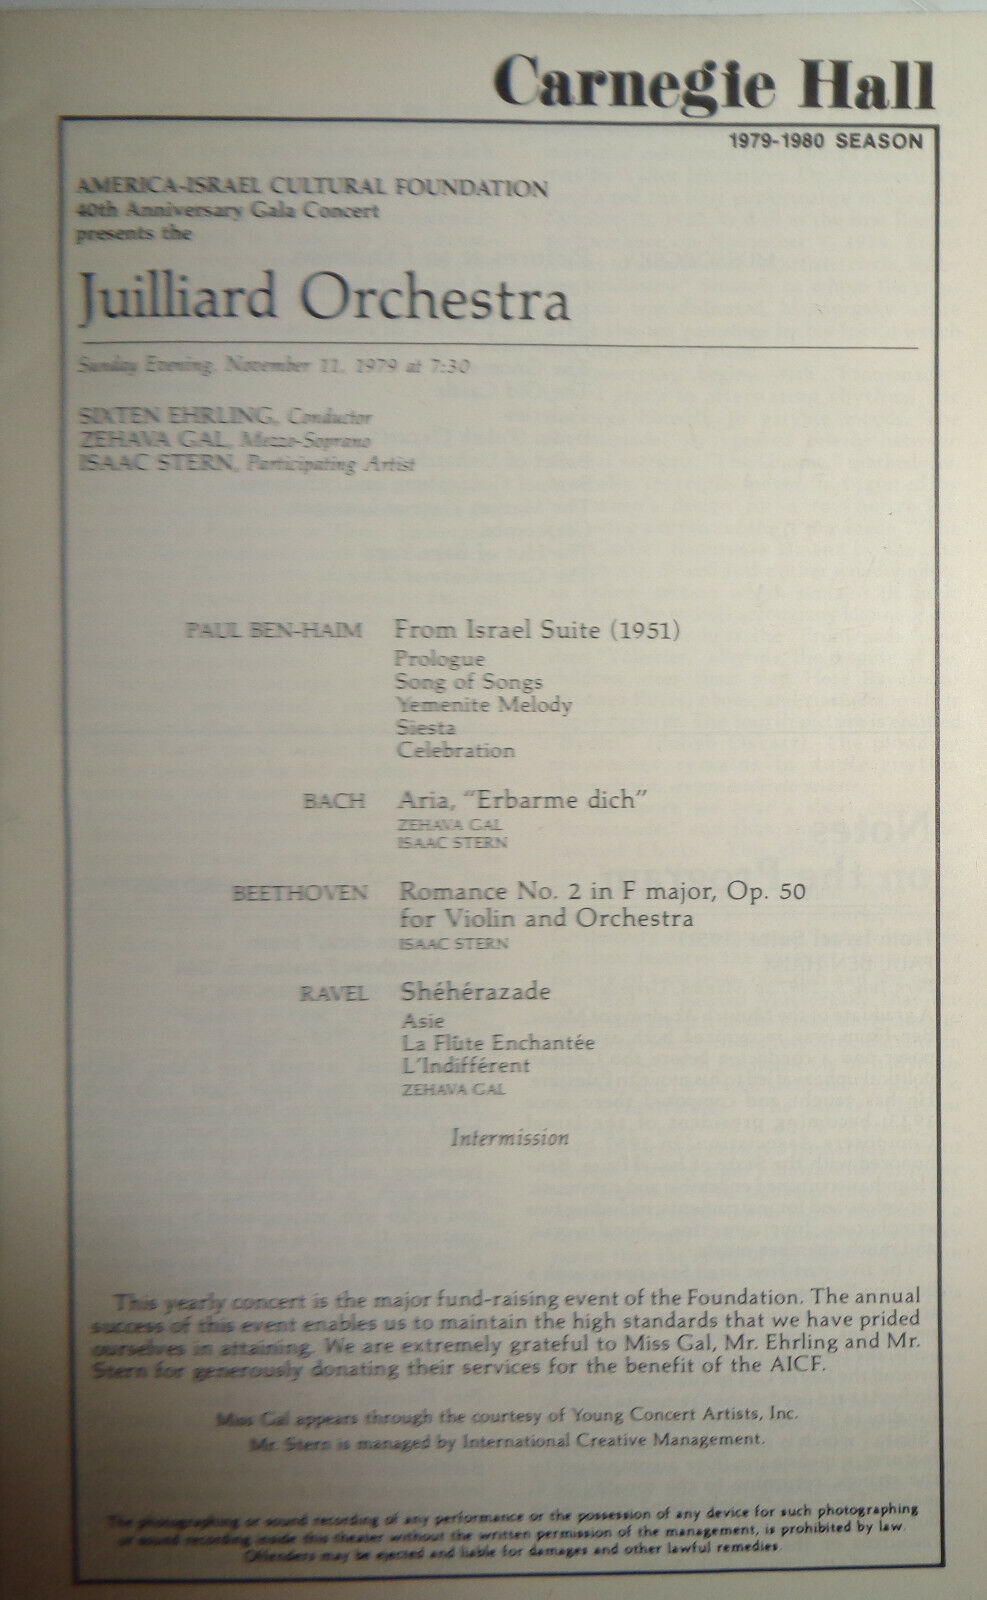 Carnegie Hall
1979-1980 SEASON
AMERICA-ISRAEL CULTURAL FOUNDATION
40th Anniversary Gala Concert
presents the
Juilliard Orchestra
Sunday Evening, November 11, 1979 at 7:30
SIXTEN EHRLING, Conductor
ZEHAVA GAL, Mezzo-Soprano
ISAAC STERN, Participating Artist
PAUL BEN-HAIM From Israel Suite (1951)
Prologue
Song of Songs
Yemenite Melody
Siesta
Celebration
BACH Aria, "Erbarme dich"
ZEHAVA GAL
ISAAC STERN
BEETHOVEN Romance No. 2 in F major, Op. 50
for Violin and Orchestra
ISAAC STERN
RAVEL Shéhérazade
Asie
La Flûte Enchantée
L'Indifférent
ZEHAVA GAL
Intermission
This yearly concert is the major fund-raising event of the Foundation. The annual
success of this event enables us to maintain the high standards that we have prided
ourselves in attaining. We are extremely grateful to Miss Gal, Mr. Ehrling and Mr.
Stern for generously donating their services for the benefit of the AICF.
Miss Gal appears through the courtesy of Young Concert Artists, Inc.
Mr. Stern is managed by International Creative Management.
The photographing or sound recording of any performance or the possession of any device for such photographing
or sound recording inside this theater without the written permission of the management, is prohibited by law.
Offenders may be ejected and liable for damages and other lawful remedies.